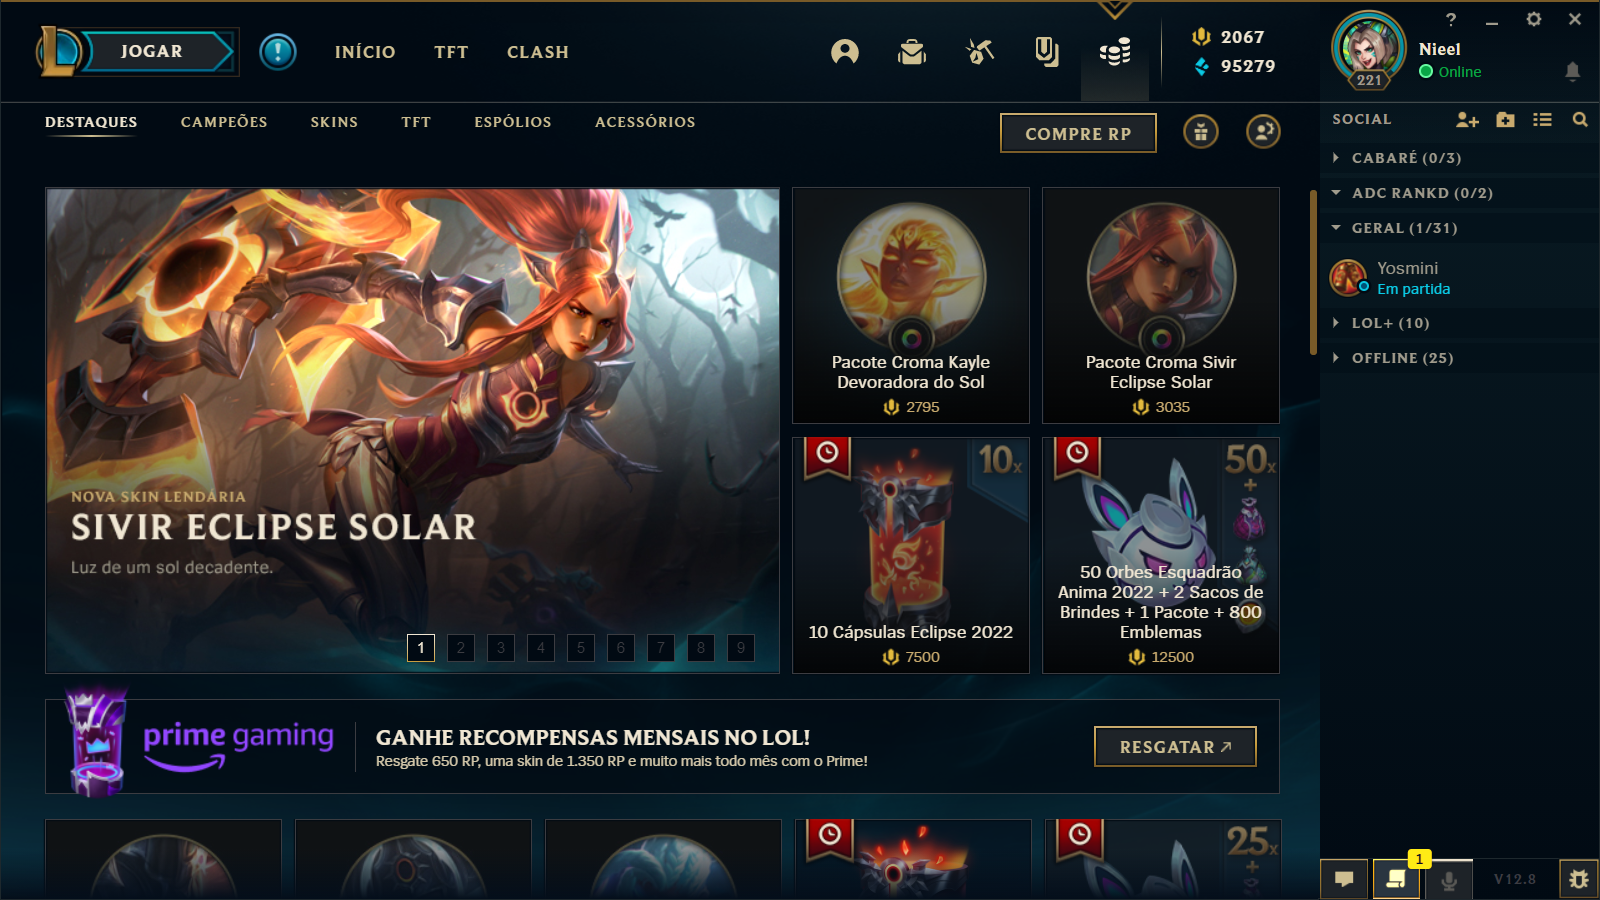 JOGAR
INÍCIO
TFT
CLASH
2067
95279
221
Nieel
Online
DESTAQUES
CAMPEÕES
SKINS
TFT
ESPÓLIOS
ACESSÓRIOS
COMPRE RP
NOVA SKIN LENDÁRIA
SIVIR ECLIPSE SOLAR
Luz de um sol decadente.
1 2 3 4 5 6 7 8 9
Pacote Croma Kayle
Devoradora do Sol
2795
Pacote Croma Sivir
Eclipse Solar
3035
10x
10 Cápsulas Eclipse 2022
7500
50x
+
50 Orbes Esquadrão
Anima 2022 + 2 Sacos de
Brindes + 1 Pacote + 800
Emblemas
12500
prime gaming
GANHE RECOMPENSAS MENSAIS NO LOL!
Resgate 650 RP, uma skin de 1.350 RP e muito mais todo mês com o Prime!
RESGATAR
25x
+
SOCIAL
CABARÉ (0/3)
ADC RANKD (0/2)
GERAL (1/31)
Yosmini
Em partida
LOL+ (10)
OFFLINE (25)
1
V12.8